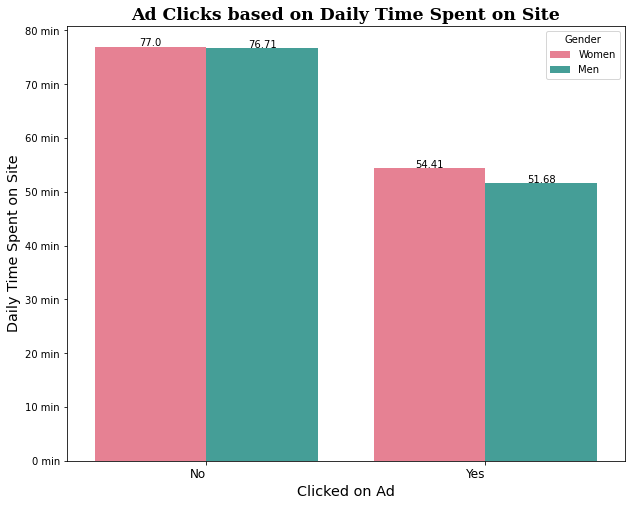 Ad Clicks based on Daily Time Spent on Site
80 min
70 min
60 min
50 min
40 min
30 min
20 min
10 min
0 min
Daily Time Spent on Site
77.0
76.71
54.41
51.68
Gender
Women
Men
No
Yes
Clicked on Ad